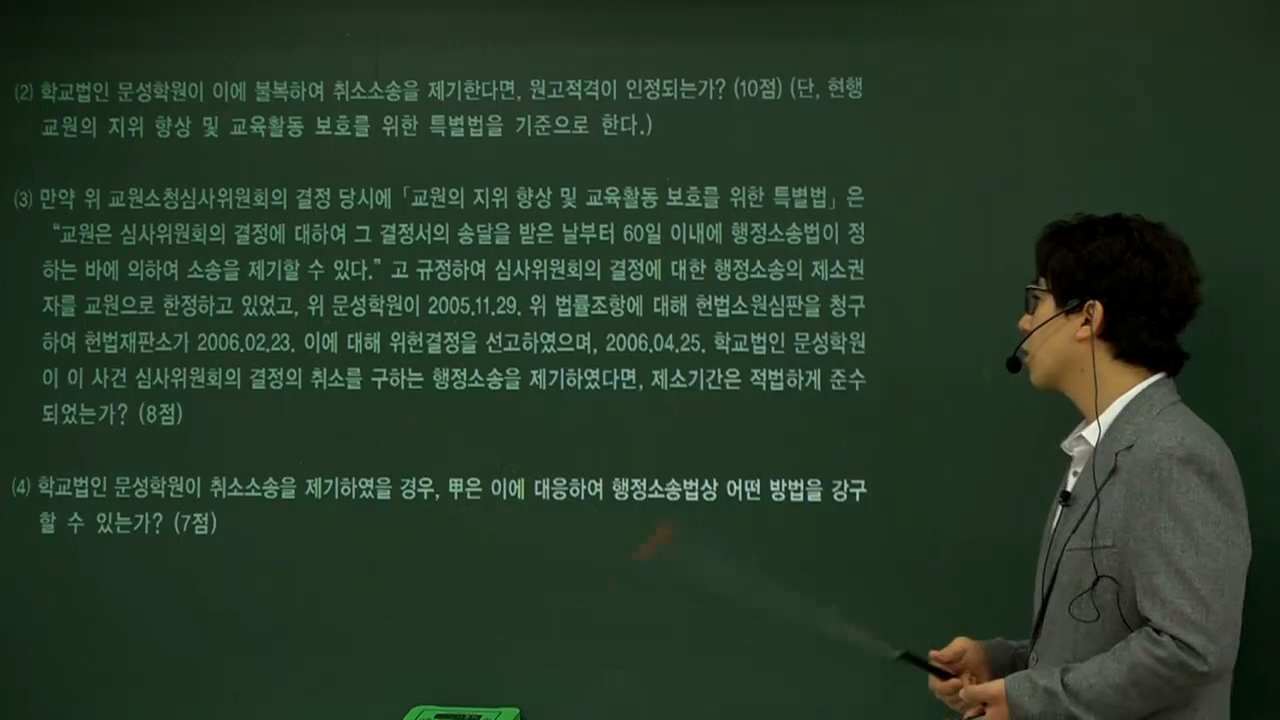 (2) 학교법인 문성학원이 이에 불복하여 취소소송을 제기한다면, 원고적격이 인정되는가? (10점) (단, 현행
교원의 지위 향상 및 교육활동 보호를 위한 특별법을 기준으로 한다.)
(3) 만약 위 교원소청심사위원회의 결정 당시에 「교원의 지위 향상 및 교육활동 보호를 위한 특별법」은
"교원은 심사위원회의 결정에 대하여 그 결정서의 송달을 받은 날부터 60일 이내에 행정소송법이 정
하는 바에 의하여 소송을 제기할 수 있다." 고 규정하여 심사위원회의 결정에 대한 행정소송의 제소권
자를 교원으로 한정하고 있었고, 위 문성학원이 2005.11.29. 위 법률조항에 대해 헌법소원심판을 청구
하여 헌법재판소가 2006.02.23. 이에 대해 위헌결정을 선고하였으며, 2006.04.25. 학교법인 문성학원
이 이 사건 심사위원회의 결정의 취소를 구하는 행정소송을 제기하였다면, 제소기간은 적법하게 준수
되었는가? (8점)
(4) 학교법인 문성학원이 취소소송을 제기하였을 경우, 甲은 이에 대응하여 행정소송법상 어떤 방법을 강구
할 수 있는가? (7점)